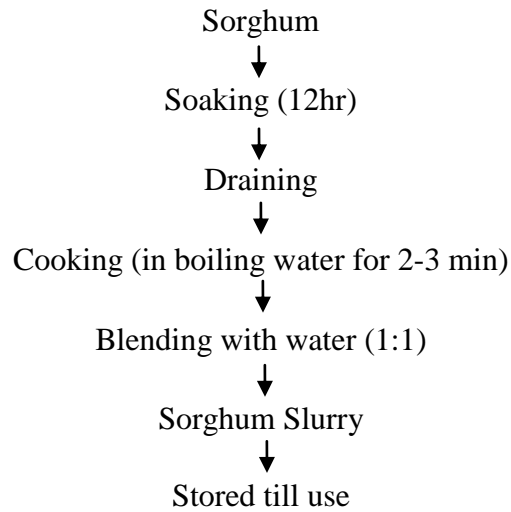 Sorghum
Soaking (12hr)
Draining
Cooking (in boiling water for 2-3 min)
Blending with water (1:1)
Sorghum Slurry
Stored till use